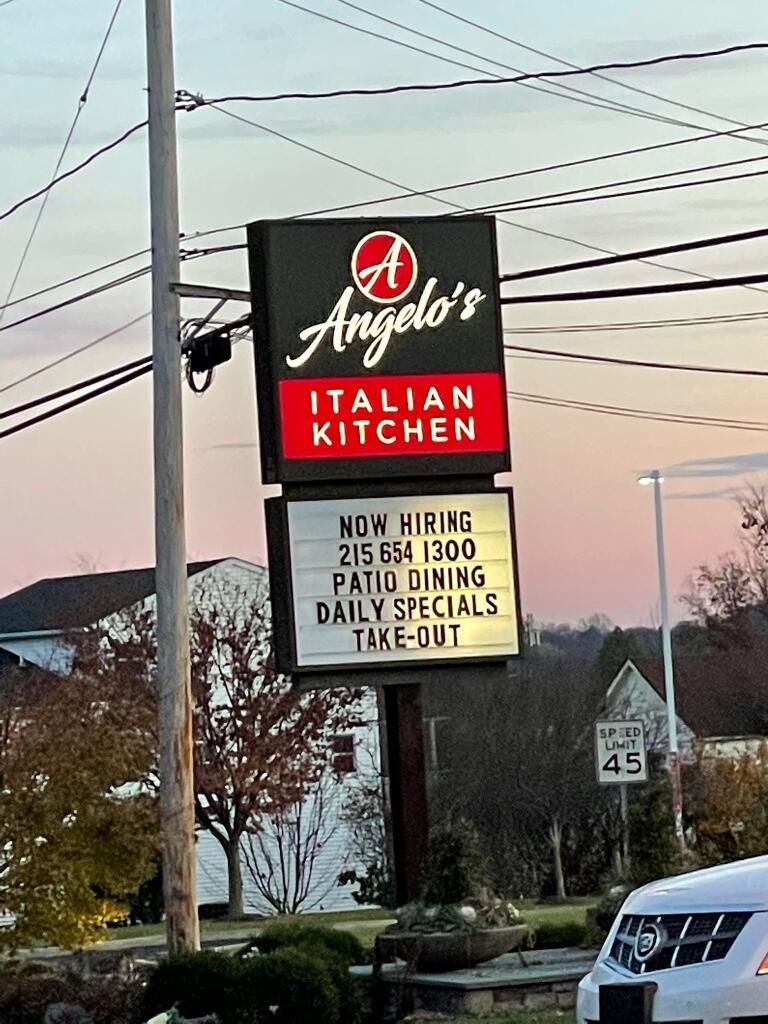 A
Angelo's
ITALIAN
KITCHEN
NOW HIRING
215 654 1300
PATIO DINING
DAILY SPECIALS
TAKE-OUT
SPEED
LIMIT
45